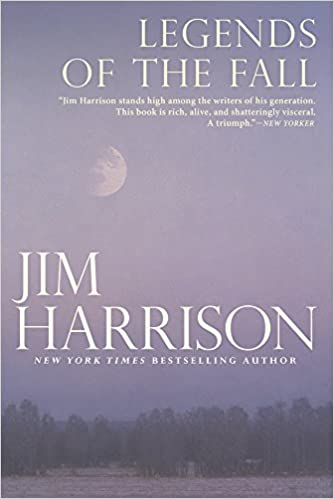 LEGENDS
OF THE FALL
“Jim Harrison stands high among the writers of his generation.
This book is rich, alive, and shatteringly visceral.
A triumph.”—NEW YORKER
JIM
HARRISON
NEW YORK TIMES BESTSELLING AUTHOR